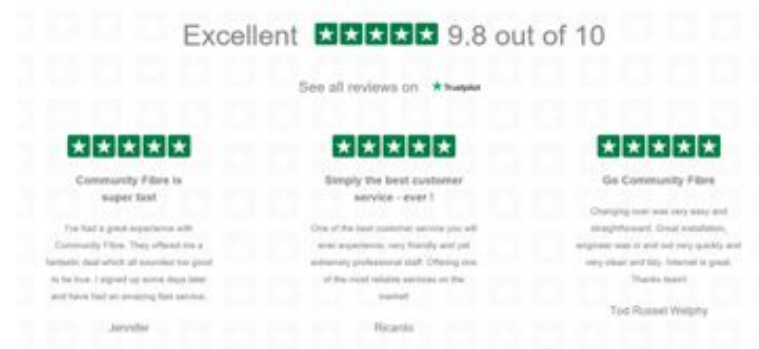 Excellent 9.8 out of 10
See all reviews on Trustpilot
Community Fibre is
super fast
I've had a great experience with
Community Fibre. They offered me a
fantastic deal which all sounded too good
to be true. I signed up some days later
and have had an amazing fast service.
Jennifer
Simply the best customer
service - ever !
One of the best customer service you will
ever experience, very friendly and yet
extremely professional staff. Offering one
of the most reliable services on the
market!
Ricardo
Go Community Fibre
Changing over was very easy and
straightforward. Great installation,
engineer was in and out very quickly and
very clean and tidy. Internet is great.
Thanks team!
Tod Russel Welphy